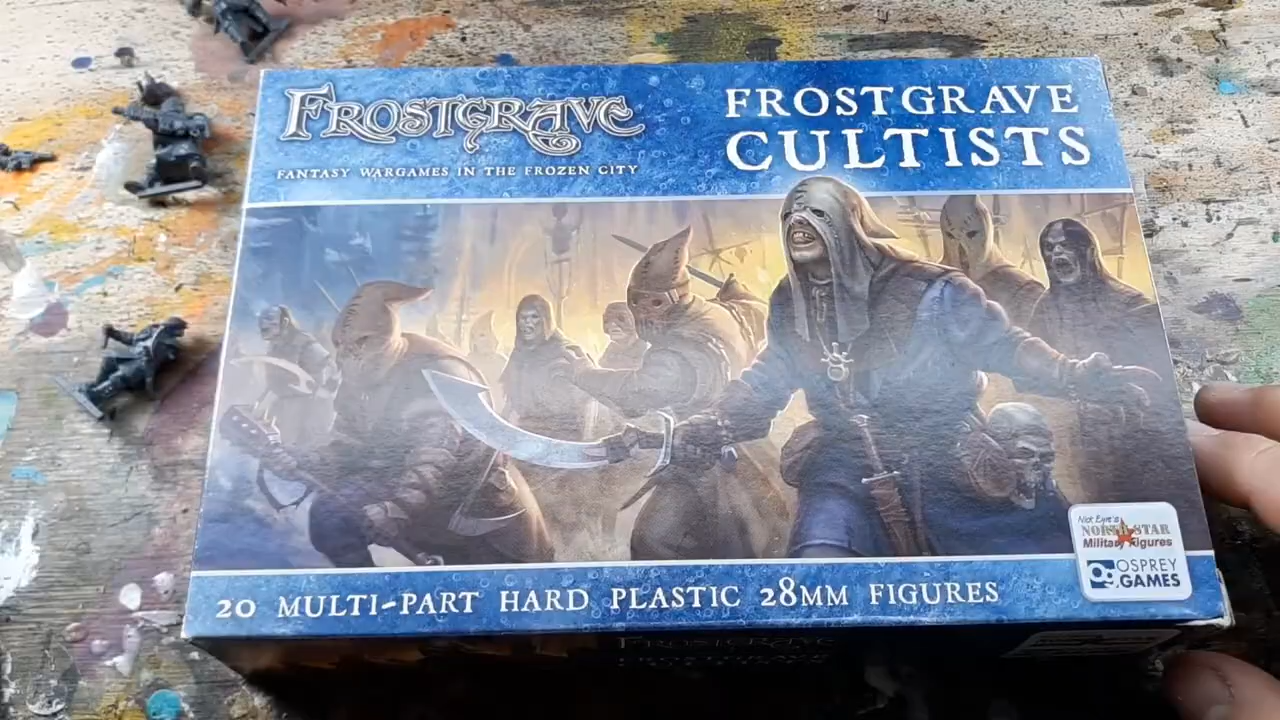 FROSTGRAVE
FANTASY WARGAMES IN THE FROZEN CITY
FROSTGRAVE
CULTISTS
20 MULTI-PART HARD PLASTIC 28MM FIGURES
Nick Eyre's
NORTH STAR
Military Figures
OSPREY
GAMES
FROSTGRAVE